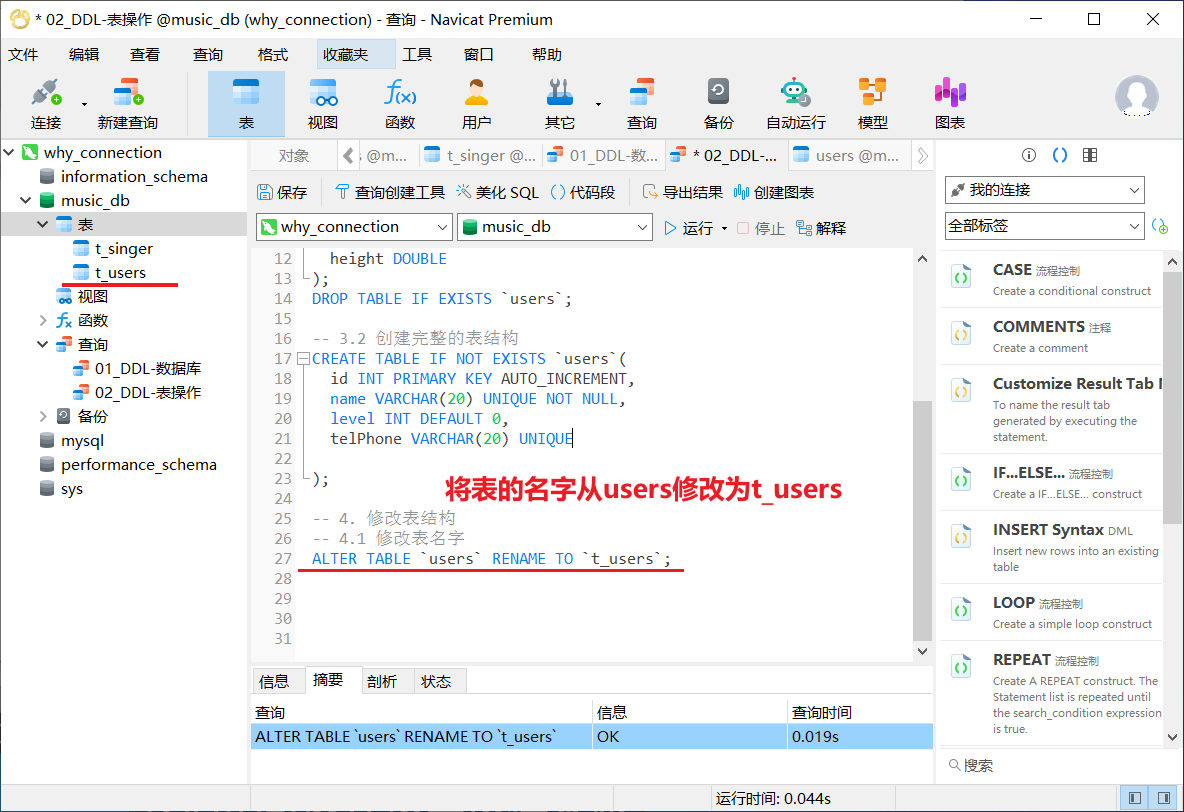 * 02_DDL-表操作 @music_db (why_connection) - 查询 - Navicat Premium
文件 编辑 查看 查询 格式 收藏夹 工具 窗口 帮助
连接 新建查询 表 视图 函数 用户 其它 查询 备份 自动运行 模型 图表
why_connection
information_schema
music_db
表
t_singer
t_users
视图
函数
查询
01_DDL-数据库
02_DDL-表操作
备份
mysql
performance_schema
sys
对象 @m... t_singer @... 01_DDL-数... * 02_DDL-... users @m...
保存 查询创建工具 美化 SQL () 代码段 导出结果 创建图表
why_connection music_db 运行 停止 解释
12 height DOUBLE
13 );
14 DROP TABLE IF EXISTS `users`;
15
16 -- 3.2 创建完整的表结构
17 CREATE TABLE IF NOT EXISTS `users`(
18 id INT PRIMARY KEY AUTO_INCREMENT,
19 name VARCHAR(20) UNIQUE NOT NULL,
20 level INT DEFAULT 0,
21 telPhone VARCHAR(20) UNIQUE
22
23 );
将表的名字从users修改为t_users
24
25 -- 4. 修改表结构
26 -- 4.1 修改表名字
27 ALTER TABLE `users` RENAME TO `t_users`;
28
29
30
31
信息 摘要 剖析 状态
查询 信息 查询时间
ALTER TABLE `users` RENAME TO `t_users` OK 0.019s
我的连接
全部标签
CASE 流程控制
Create a conditional construct
COMMENTS 注释
Create a comment
Customize Result Tab N
To name the result tab
generated by executing the
statement.
IF...ELSE... 流程控制
Create a IF...ELSE... construct
INSERT Syntax DML
Insert new rows into an existing
table
LOOP 流程控制
Create a simple loop construct
REPEAT 流程控制
Create A REPEAT construct. The
Statement list is repeated until
the search_condition expression
is true.
搜索
运行时间: 0.044s